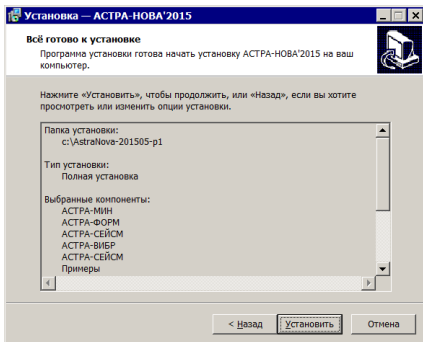 Установка — АСТРА-НОВА'2015
Всё готово к установке
Программа установки готова начать установку АСТРА-НОВА'2015 на ваш
компьютер.
Нажмите «Установить», чтобы продолжить, или «Назад», если вы хотите
просмотреть или изменить опции установки.
Папка установки:
c:\AstraNova-201505-p1
Тип установки:
Полная установка
Выбранные компоненты:
АСТРА-МИН
АСТРА-ФОРМ
АСТРА-СЕЙСМ
АСТРА-ВИБР
АСТРА-СЕЙСМ
Примеры
< Назад
Установить
Отмена